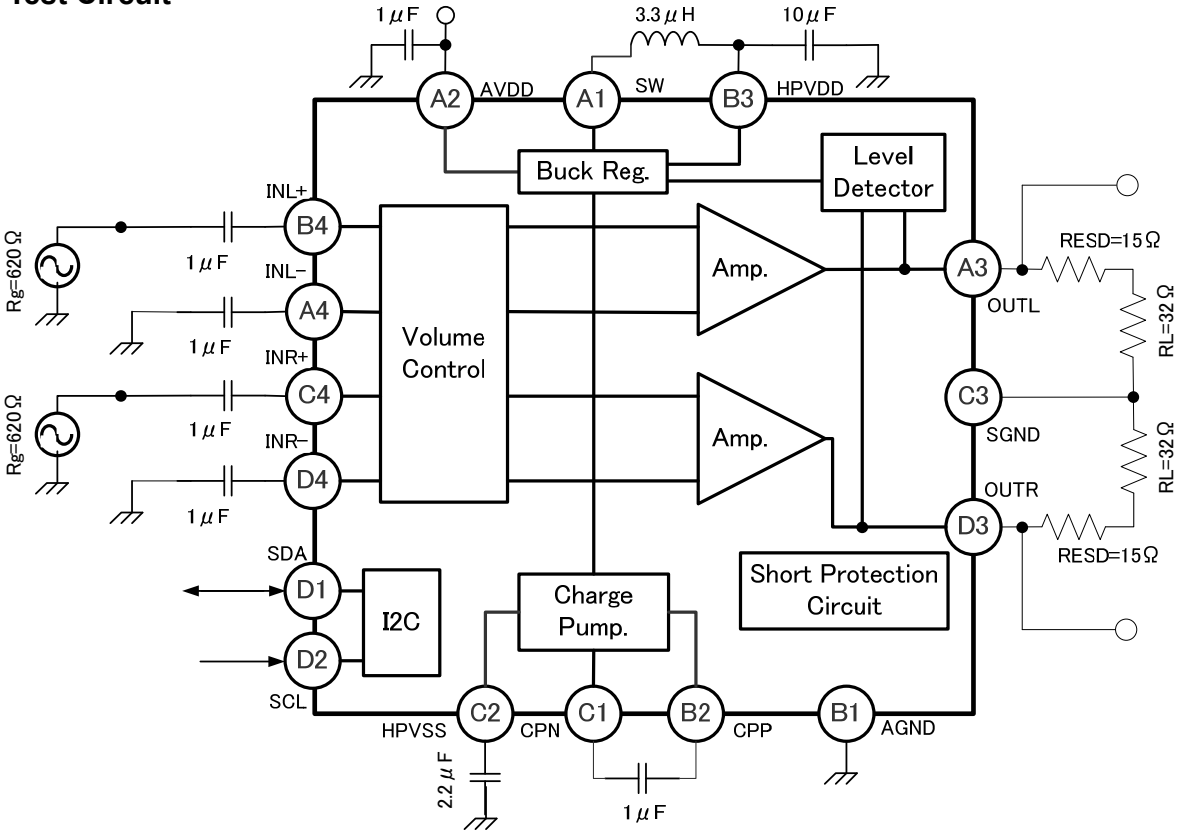 Test Circuit
1μF
3.3μH
10μF
A2
AVDD
A1
SW
B3
HPVDD
Buck Reg.
Level
Detector
INL+
B4
Rg=620Ω
1μF
INL-
A4
1μF
INR+
C4
Rg=620Ω
1μF
INR-
D4
1μF
Volume
Control
Amp.
Amp.
A3
OUTL
RESD=15Ω
RL=32Ω
C3
SGND
RL=32Ω
OUTR
D3
RESD=15Ω
SDA
D1
I2C
D2
SCL
Charge
Pump.
Short Protection
Circuit
HPVSS
C2
CPN
C1
B2
CPP
B1
AGND
2.2μF
1μF